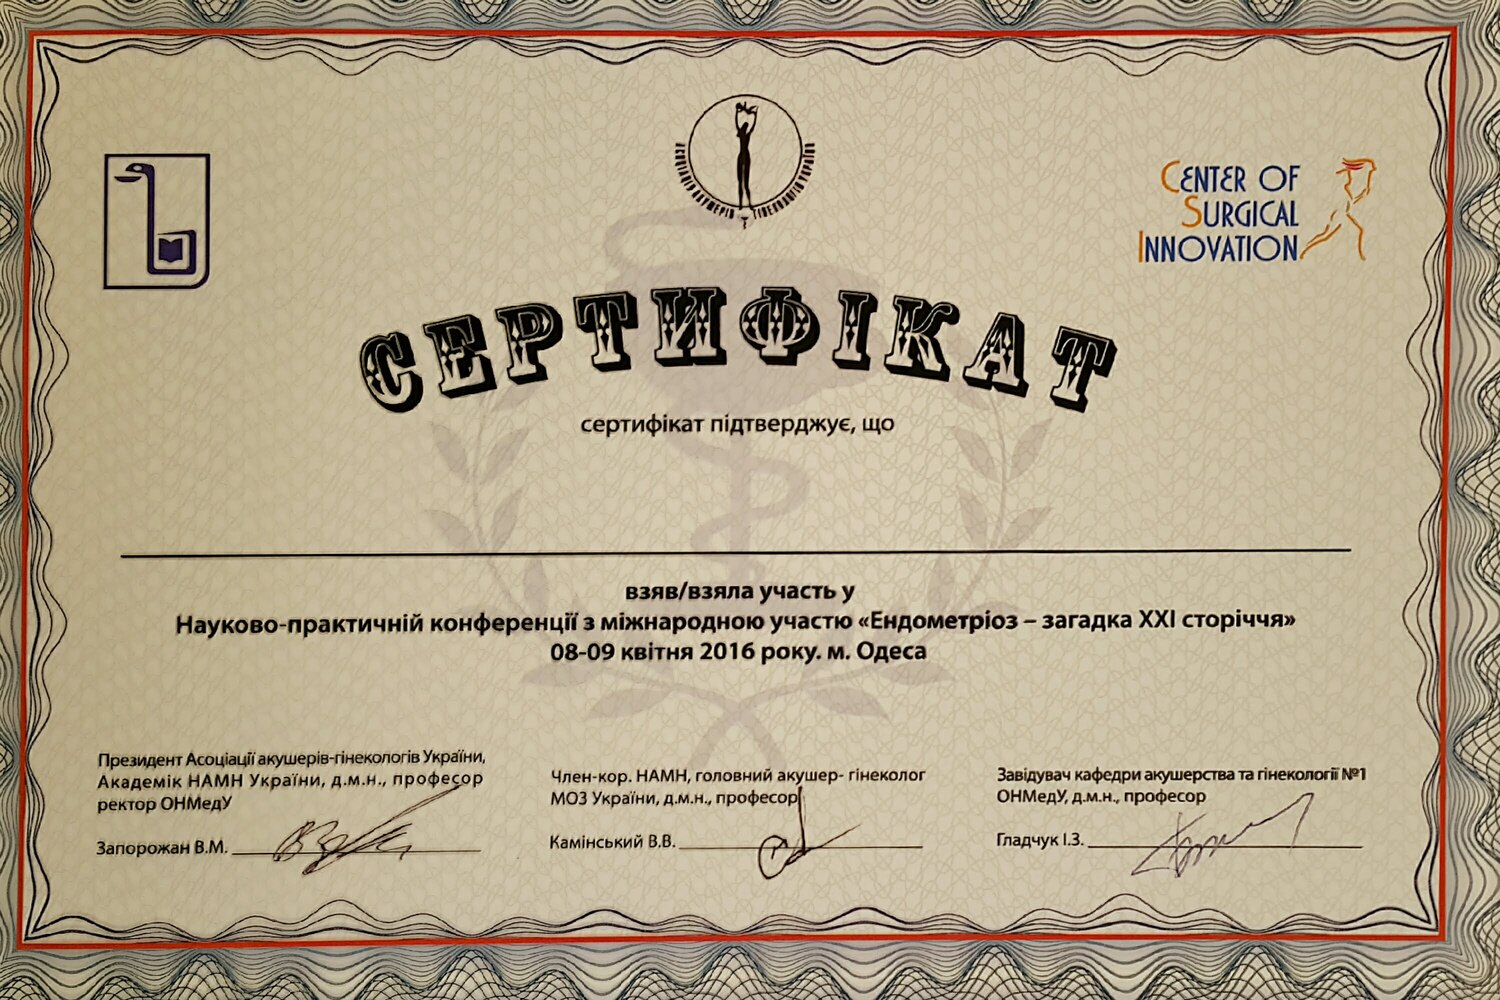 АСОЦІАЦІЯ АКУШЕРІВ ГІНЕКОЛОГІВ УКРАЇНИ
CENTER OF
SURGICAL
INNOVATION
СЕРТИФІКАТ
сертифікат підтверджує, що
взяв/взяла участь у
Науково-практичній конференції з міжнародною участю «Ендометріоз – загадка XXI сторіччя»
08-09 квітня 2016 року. м. Одеса
Президент Асоціації акушерів-гінекологів України,
Академік НАМН України, д.м.н., професор
ректор ОНМедУ
Запорожан В.М.
Член-кор. НАМН, головний акушер- гінеколог
МОЗ України, д.м.н., професор
Камінський В.В.
Завідувач кафедри акушерства та гінекології №1
ОНМедУ, д.м.н., професор
Гладчук І.З.